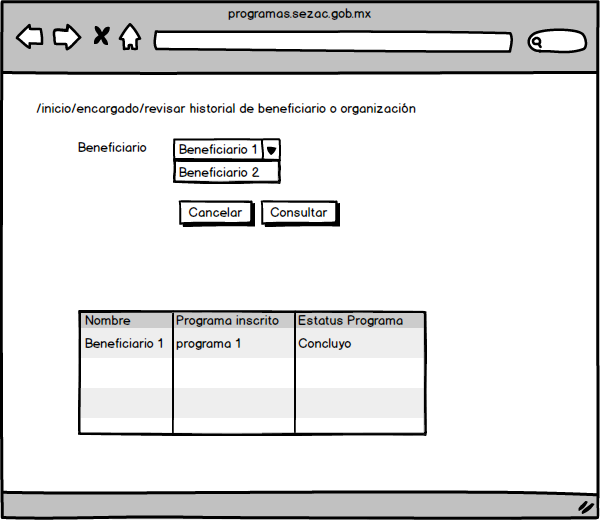 programas.sezac.gob.mx
/inicio/encargado/revisar historial de beneficiario o organización
Beneficiario
Beneficiario 1
Beneficiario 2
Cancelar
Consultar
Nombre
Programa inscrito
Estatus Programa
Beneficiario 1
programa 1
Concluyo